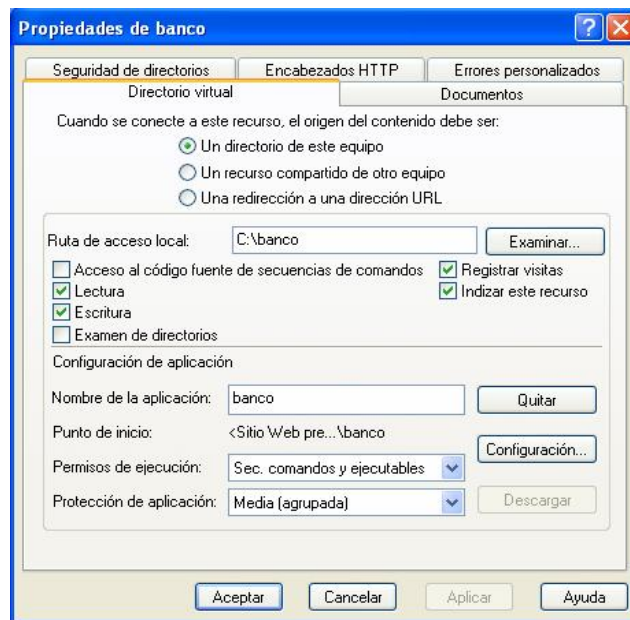 Propiedades de banco
Seguridad de directorios Encabezados HTTP Errores personalizados
Directorio virtual Documentos
Cuando se conecte a este recurso, el origen del contenido debe ser:
Un directorio de este equipo
Un recurso compartido de otro equipo
Una redirección a una dirección URL
Ruta de acceso local: C:\banco Examinar...
Acceso al código fuente de secuencias de comandos Registrar visitas
Lectura Indizar este recurso
Escritura
Examen de directorios
Configuración de aplicación
Nombre de la aplicación: banco Quitar
Punto de inicio: <Sitio Web pre...\banco
Configuración...
Permisos de ejecución: Sec. comandos y ejecutables
Protección de aplicación: Media (agrupada) Descargar
Aceptar Cancelar Aplicar Ayuda